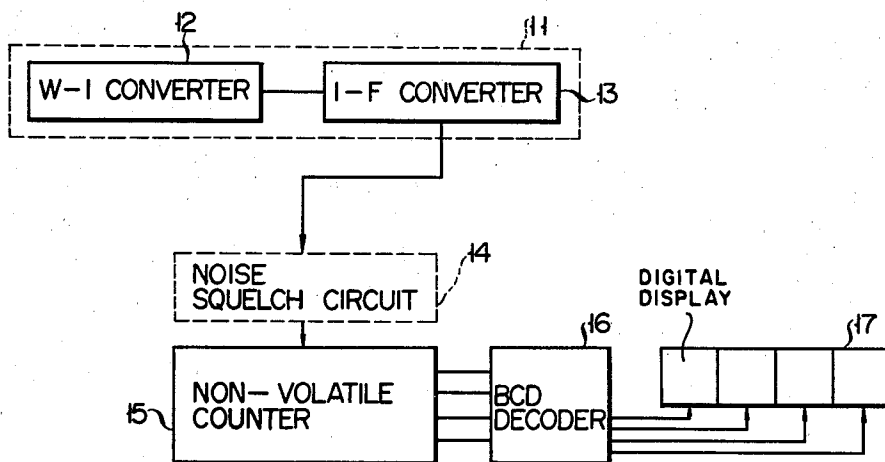 12
11
W-I CONVERTER
I-F CONVERTER
13
NOISE
SQUELCH CIRCUIT
14
DIGITAL
DISPLAY
16
17
NON-VOLATILE
COUNTER
15
BCD
DECODER